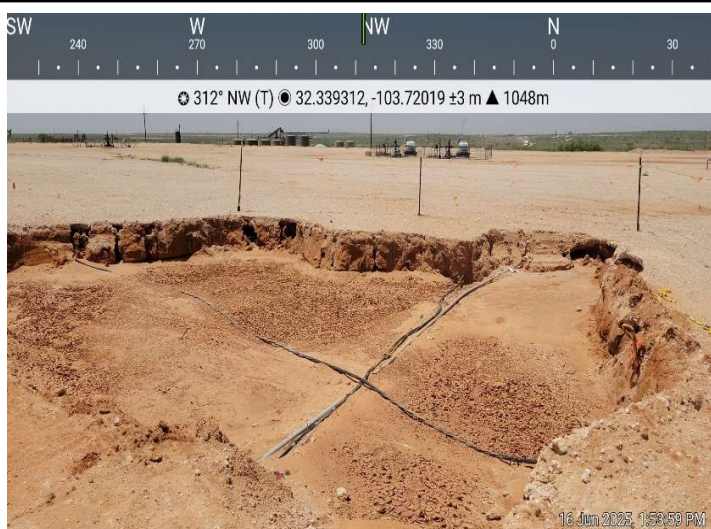 SW W NW N
240 270 300 330 0 30
312° NW (T) 32.339312, -103.72019 ±3 m ▲ 1048m
16 Jun 2025, 1:53:59 PM